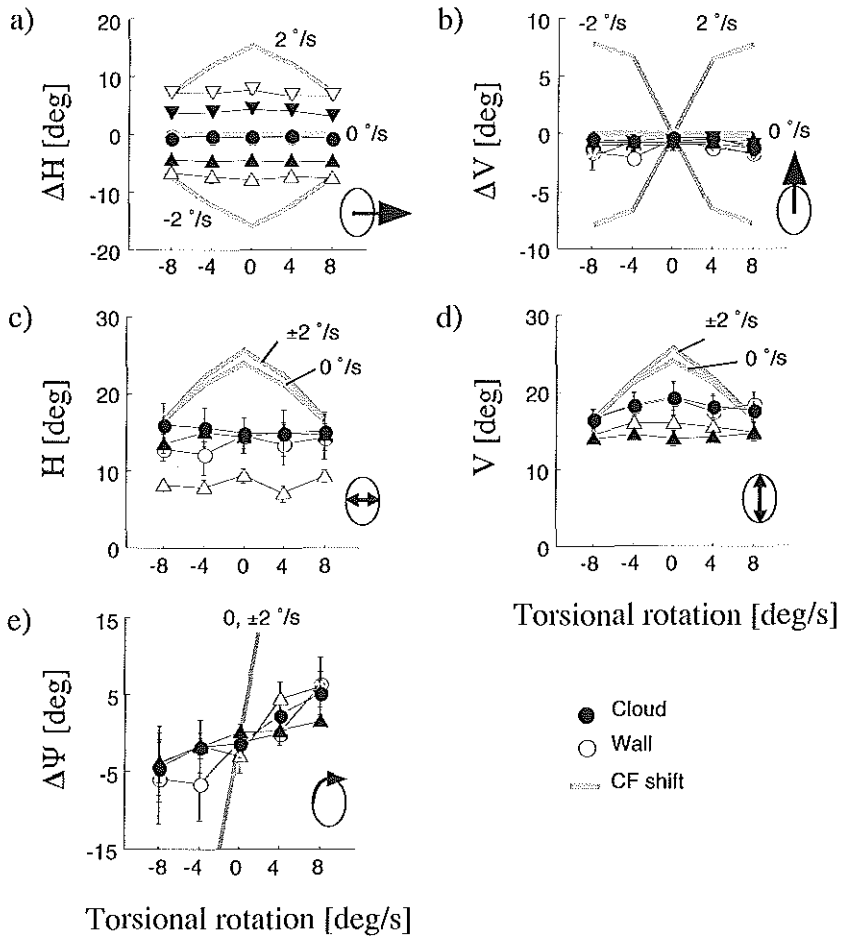 a)
ΔH [deg]
20
10
0
-10
-20
2 °/s
0 °/s
-2 °/s
-8 -4 0 4 8
b)
ΔV [deg]
10
5
0
-5
-10
-2 °/s 2 °/s
0 °/s
-8 -4 0 4 8
c)
H [deg]
30
20
10
0
±2 °/s
0 °/s
-8 -4 0 4 8
d)
V [deg]
30
20
10
0
±2 °/s
0 °/s
-8 -4 0 4 8
Torsional rotation [deg/s]
e)
ΔΨ [deg]
15
5
-5
-15
0, ±2 °/s
-8 -4 0 4 8
Torsional rotation [deg/s]
Cloud
Wall
CF shift